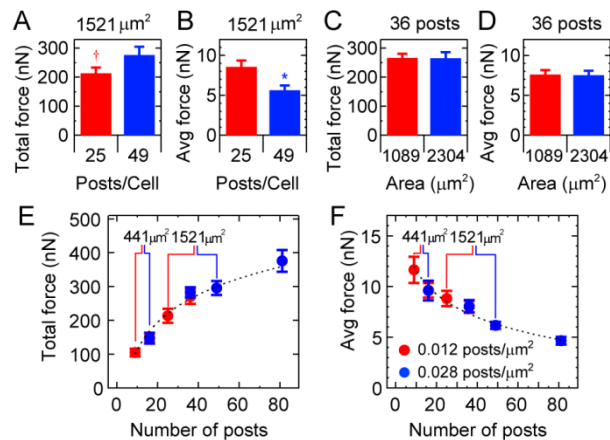 A 1521 μm²
Total force (nN)
300
200
100
0
†
25 49
Posts/Cell
B 1521 μm²
Avg force (nN)
10
5
0
*
25 49
Posts/Cell
C 36 posts
Total force (nN)
300
200
100
0
1089 2304
Area (μm²)
D 36 posts
Avg force (nN)
10
5
0
1089 2304
Area (μm²)
E
Total force (nN)
500
400
300
200
100
0
441μm² 1521μm²
0 20 40 60 80
Number of posts
F
Avg force (nN)
15
10
5
0
441μm² 1521μm²
0.012 posts/μm²
0.028 posts/μm²
0 20 40 60 80
Number of posts